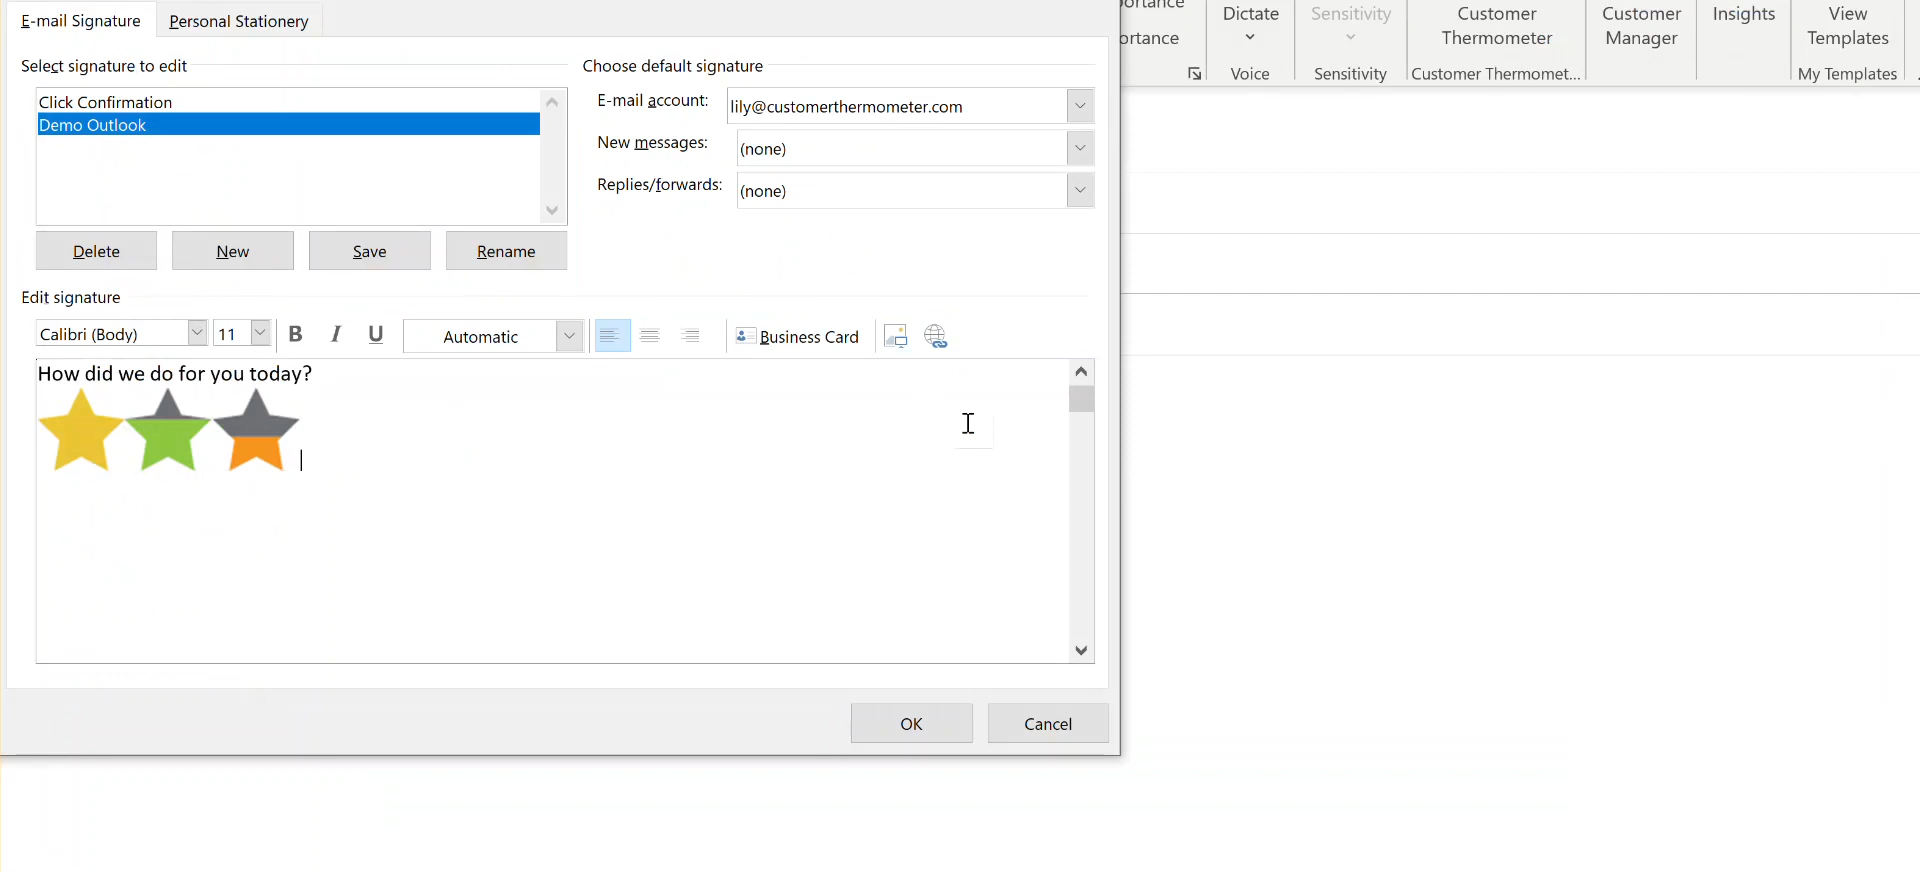 E-mail Signature
Personal Stationery
Select signature to edit
Click Confirmation
Demo Outlook
Delete
New
Save
Rename
Choose default signature
E-mail account:
lily@customerthermometer.com
New messages:
(none)
Replies/forwards:
(none)
Edit signature
Calibri (Body)
11
B
I
U
Automatic
Business Card
How did we do for you today?
OK
Cancel
ortance
Dictate
Voice
Sensitivity
Sensitivity
Customer
Thermometer
Customer Thermomet...
Customer
Manager
Insights
View
Templates
My Templates